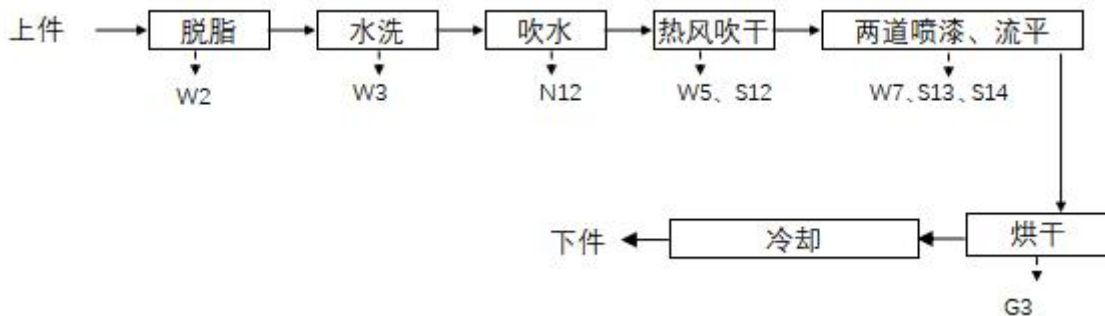 上件 脱脂 水洗 吹水 热风吹干 两道喷漆、流平
W2 W3 N12 W5、S12 W7、S13、S14
下件 冷却 烘干
G3